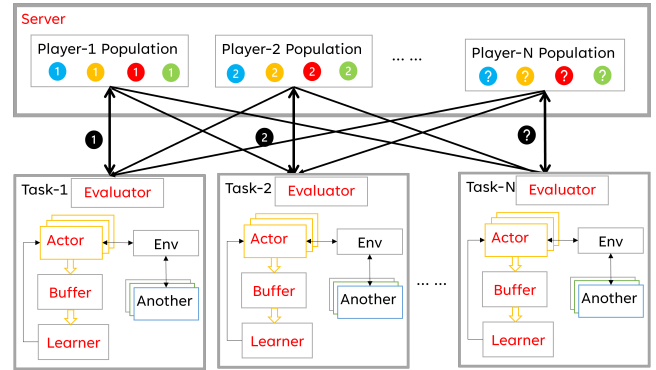 Server
Player-1 Population
1 1 1 1
Player-2 Population
2 2 2 2
... ...
Player-N Population
? ? ? ?
1
2
?
Task-1
Evaluator
Actor
Env
Buffer
Another
Learner
Task-2
Evaluator
Actor
Env
Buffer
Another
Learner
... ...
Task-N
Evaluator
Actor
Env
Buffer
Another
Learner